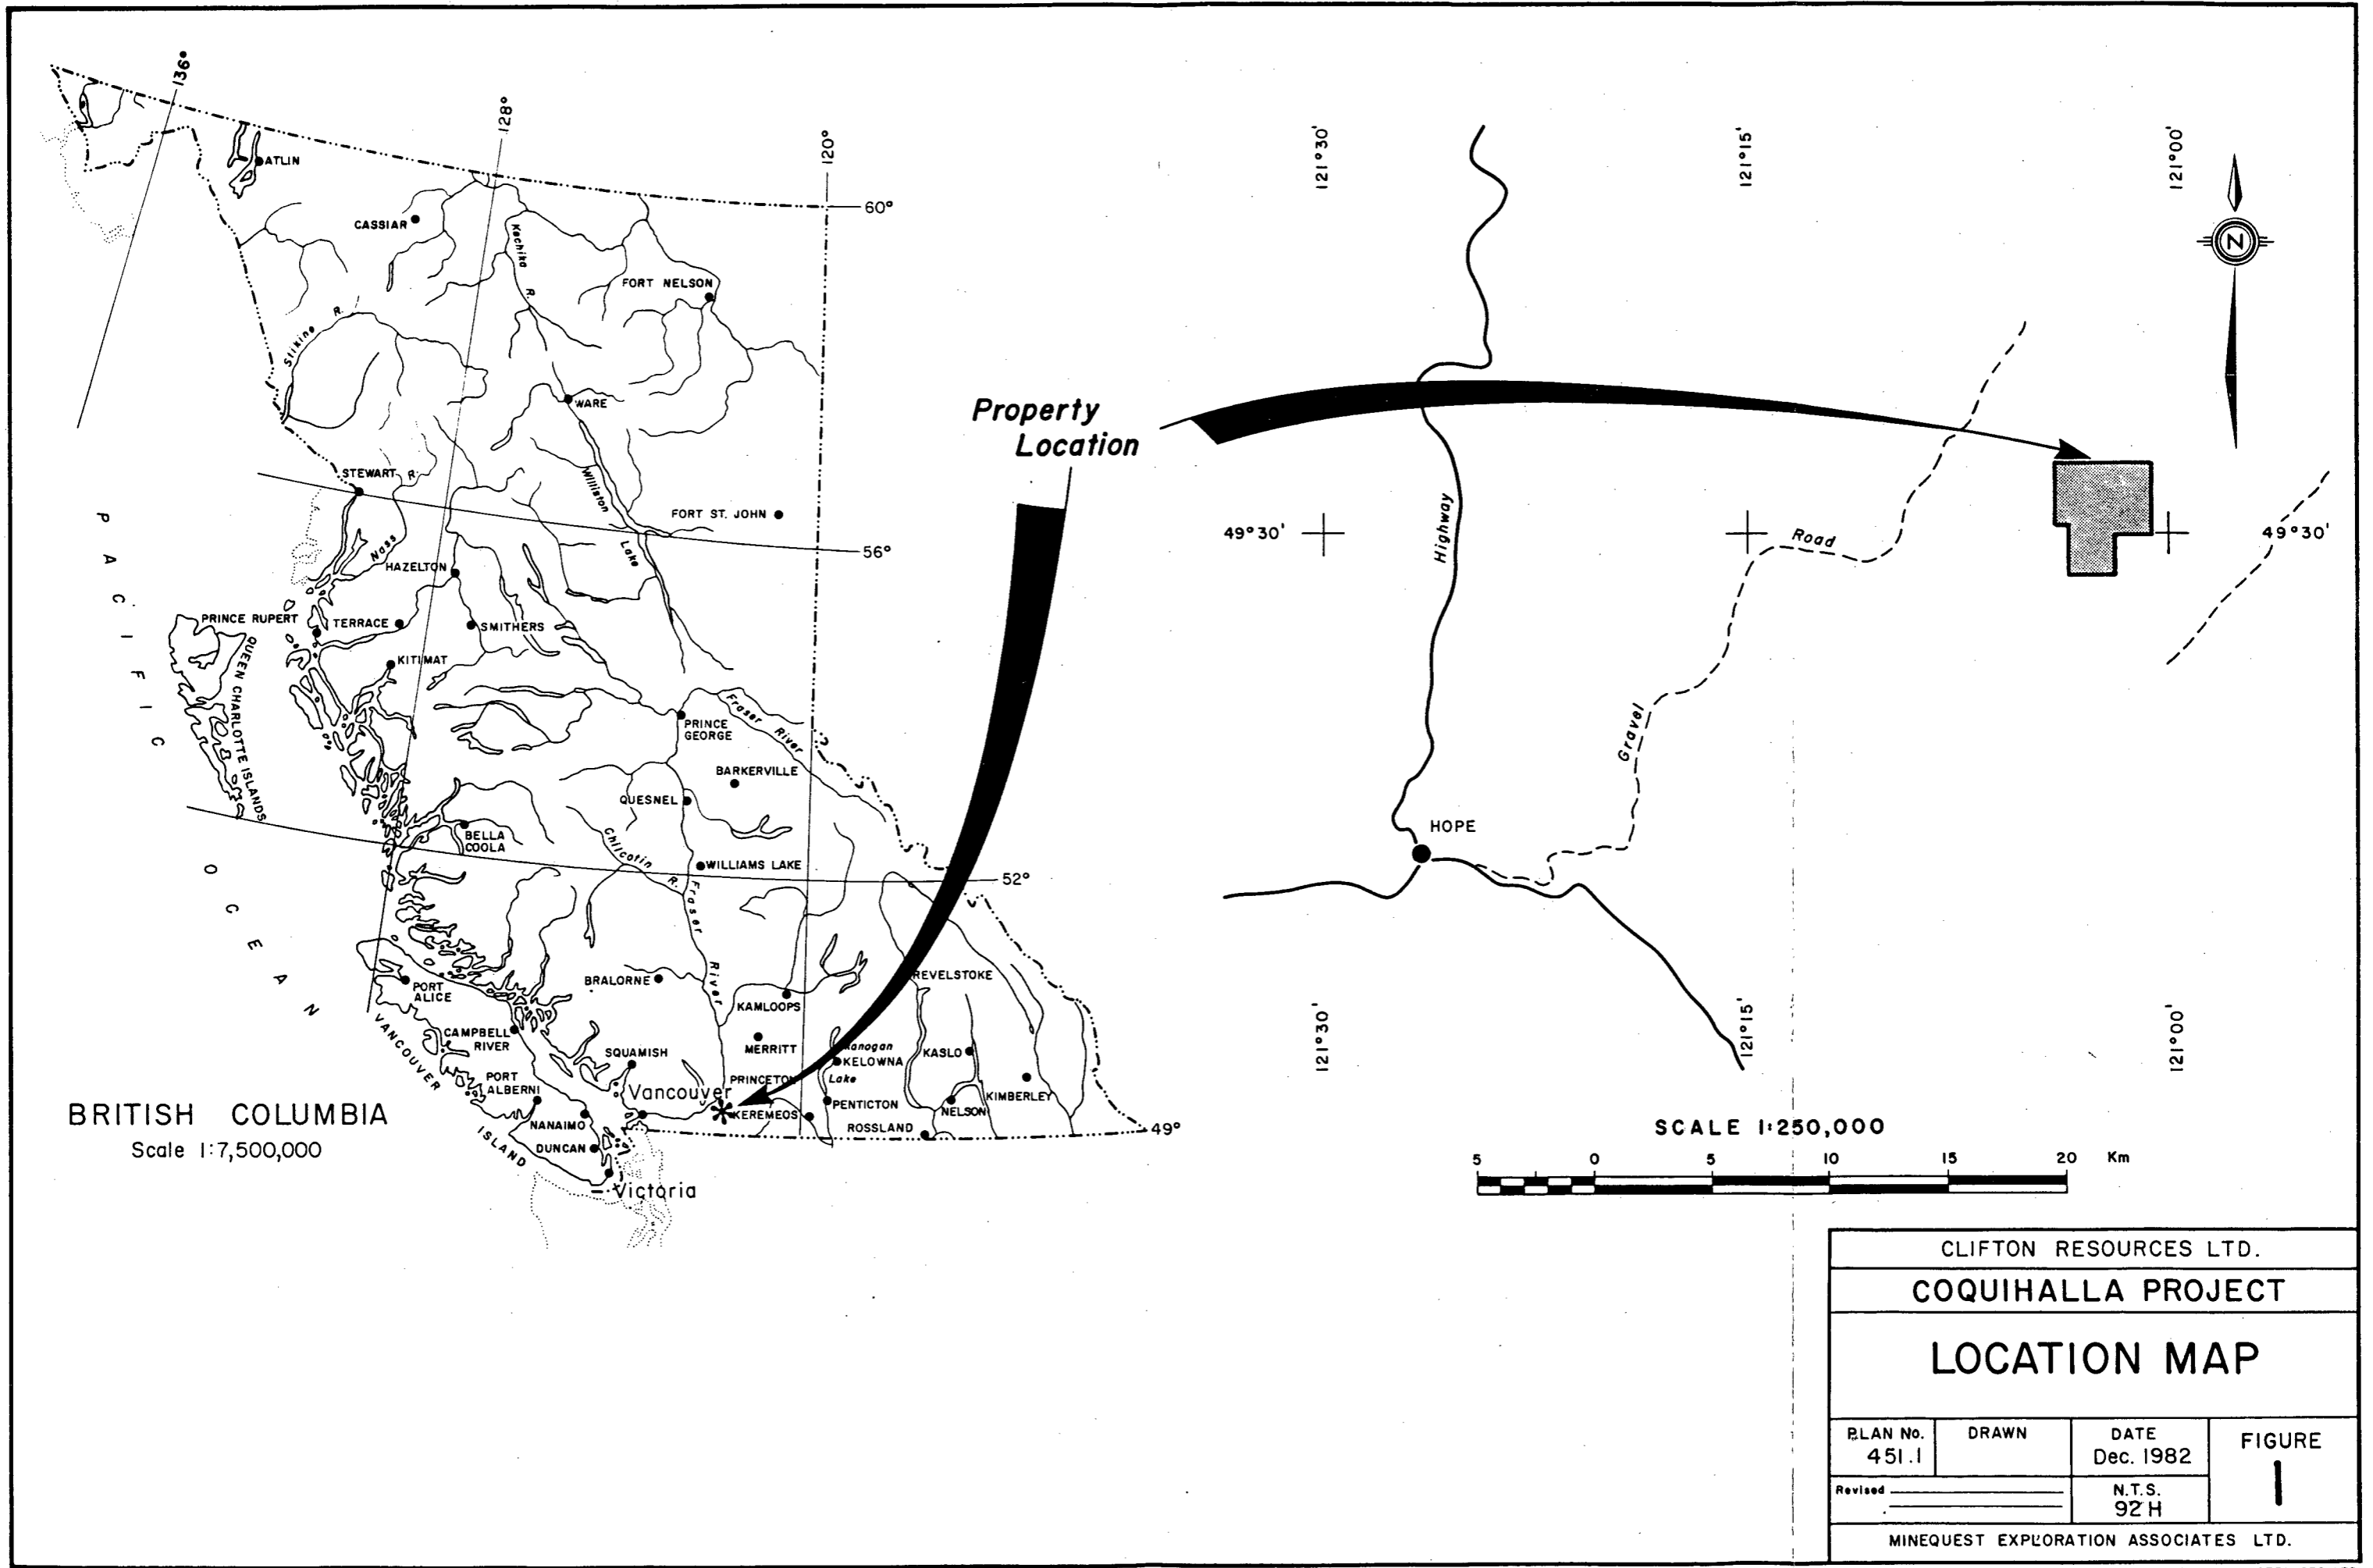 136°
128°
120°
60°
56°
52°
49°
ATLIN
CASSIAR
Kechika
R.
FORT NELSON
Stikine R.
WARE
STEWART
R.
Nass
Williston
Lake
FORT ST. JOHN
HAZELTON
PRINCE RUPERT
TERRACE
SMITHERS
KITIMAT
QUEEN CHARLOTTE ISLANDS
PACIFIC
OCEAN
PRINCE
GEORGE
Fraser River
BARKERVILLE
QUESNEL
BELLA
COOLA
Chilcotin
R.
WILLIAMS LAKE
Fraser
River
BRALORNE
REVELSTOKE
KAMLOOPS
PORT
ALICE
VANCOUVER
ISLAND
CAMPBELL
RIVER
MERRITT
SQUAMISH
KELOWNA
Lake
KASLO
PORT
ALBERNI
Vancouver
PRINCETON
KEREMEOS
PENTICTON
NELSON
KIMBERLEY
NANAIMO
ROSSLAND
DUNCAN
Victoria
BRITISH COLUMBIA
Scale 1:7,500,000
Property
Location
121°30'
121°15'
121°00'
N
49°30'
49°30'
Highway
Gravel
Road
HOPE
121°30'
121°15'
121°00'
SCALE 1:250,000
5 0 5 10 15 20 Km
CLIFTON RESOURCES LTD.
COQUIHALLA PROJECT
LOCATION MAP
PLAN No.
451.1
DRAWN
DATE
Dec. 1982
FIGURE
1
Revised
N.T.S.
92 H
MINEQUEST EXPLORATION ASSOCIATES LTD.